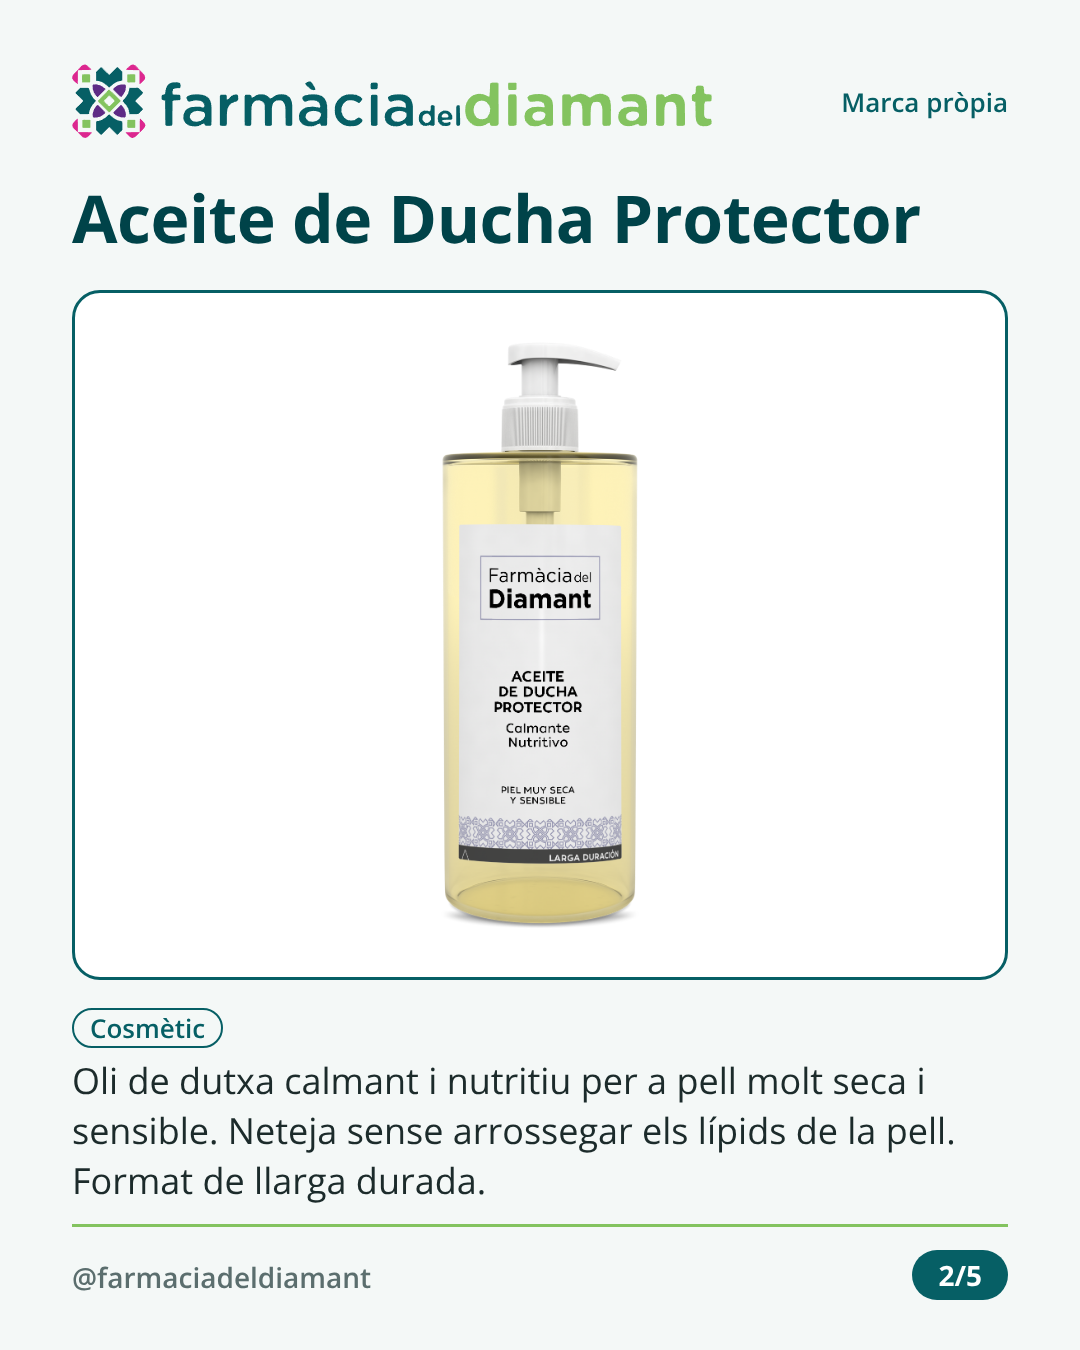 farmàciadeldiamant
Marca pròpia
Aceite de Ducha Protector
Farmàcia del
Diamant
ACEITE
DE DUCHA
PROTECTOR
Calmante
Nutritivo
PIEL MUY SECA
Y SENSIBLE
LARGA DURACIÓN
Cosmètic
Oli de dutxa calmant i nutritiu per a pell molt seca i
sensible. Neteja sense arrossegar els lípids de la pell.
Format de llarga durada.
@farmaciadeldiamant
2/5